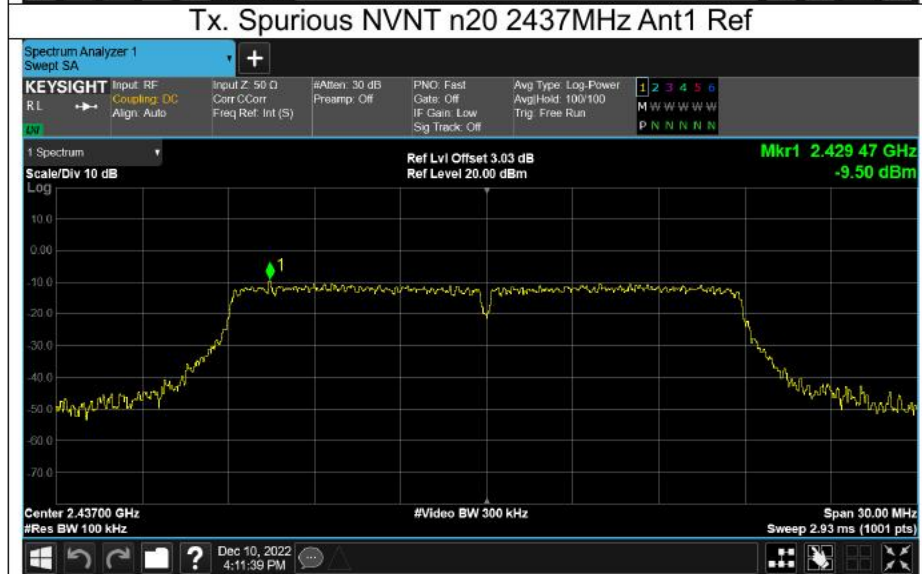 Tx. Spurious NVNT n20 2437MHz Ant1 Ref
Spectrum Analyzer 1
Swept SA
+
KEYSIGHT
R L
Input: RF
Coupling: DC
Align: Auto
Input Z: 50 Ω
Corr CCorr
Freq Ref: Int (S)
#Atten: 30 dB
Preamp: Off
PNO: Fast
Gate: Off
IF Gain: Low
Sig Track: Off
Avg Type: Log-Power
Avg|Hold: 100/100
Trig: Free Run
1 2 3 4 5 6
M W W W W W
P N N N N N
1 Spectrum
Scale/Div 10 dB
Ref Lvl Offset 3.03 dB
Ref Level 20.00 dBm
Mkr1 2.429 47 GHz
-9.50 dBm
Log
10.0
0.00
-10.0
-20.0
-30.0
-40.0
-50.0
-60.0
-70.0
1
Center 2.43700 GHz
#Res BW 100 kHz
#Video BW 300 kHz
Span 30.00 MHz
Sweep 2.93 ms (1001 pts)
?
Dec 10, 2022
4:11:39 PM